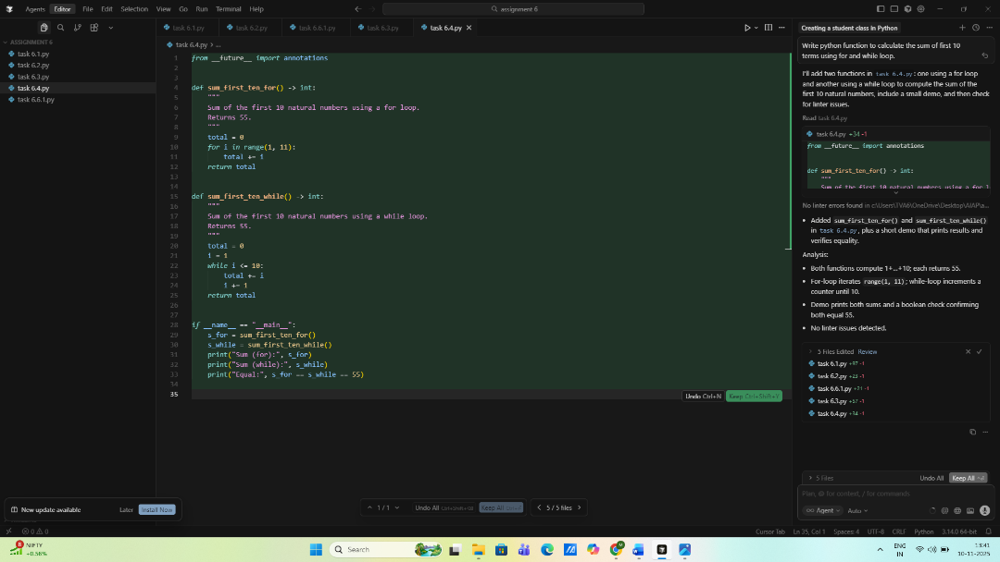 Agents Editor File Edit Selection View Go Run Terminal Help
assignment 6
ASSIGNMENT 6
task 6.1.py
task 6.2.py
task 6.3.py
task 6.4.py
task 6.6.1.py
task 6.1.py task 6.2.py task 6.6.1.py task 6.3.py task 6.4.py
task 6.4.py > ...
1 from __future__ import annotations
2
3
4 def sum_first_ten_for() -> int:
5 """
6 Sum of the first 10 natural numbers using a for loop.
7 Returns 55.
8 """
9 total = 0
10 for i in range(1, 11):
11 total += i
12 return total
13
14
15 def sum_first_ten_while() -> int:
16 """
17 Sum of the first 10 natural numbers using a while loop.
18 Returns 55.
19 """
20 total = 0
21 i = 1
22 while i <= 10:
23 total += i
24 i += 1
25 return total
26
27
28 if __name__ == "__main__":
29 s_for = sum_first_ten_for()
30 s_while = sum_first_ten_while()
31 print("Sum (for):", s_for)
32 print("Sum (while):", s_while)
33 print("Equal:", s_for == s_while == 55)
34
35
Undo Ctrl+N Keep Ctrl+Shift+Y
1 / 1 Undo All Keep All 5 / 5 files
New update available Later Install Now
Creating a student class in Python
Write python function to calculate the sum of first 10
terms using for and while loop.
I'll add two functions in task 6.4.py: one using a for loop
and another using a while loop to compute the sum of the
first 10 natural numbers, include a small demo, and then check
for linter issues.
Read task 6.4.py
task 6.4.py +34 -1
from __future__ import annotations
def sum_first_ten_for() -> int:
"""
Sum of the first 10 natural numbers using a for l
No linter errors found in c:\Users\TVA6\OneDrive\Desktop\AIAP\a...
• Added sum_first_ten_for() and sum_first_ten_while()
in task 6.4.py, plus a short demo that prints results and
verifies equality.
Analysis:
• Both functions compute 1+...+10; each returns 55.
• For-loop iterates range(1, 11); while-loop increments a
counter until 10.
• Demo prints both sums and a boolean check confirming
both equal 55.
• No linter issues detected.
5 Files Edited Review
task 6.1.py +97 -1
task 6.2.py +23 -1
task 6.6.1.py +21 -1
task 6.3.py +57 -1
task 6.4.py +34 -1
5 Files Undo All Keep All
Plan, @ for context, / for commands
Agent Auto
0 0
Cursor Tab Ln 35, Col 1 Spaces: 4 UTF-8 CRLF Python 3.14.0 64-bit
NIFTY
+0.56%
Search
ENG
IN
13:41
10-11-2025